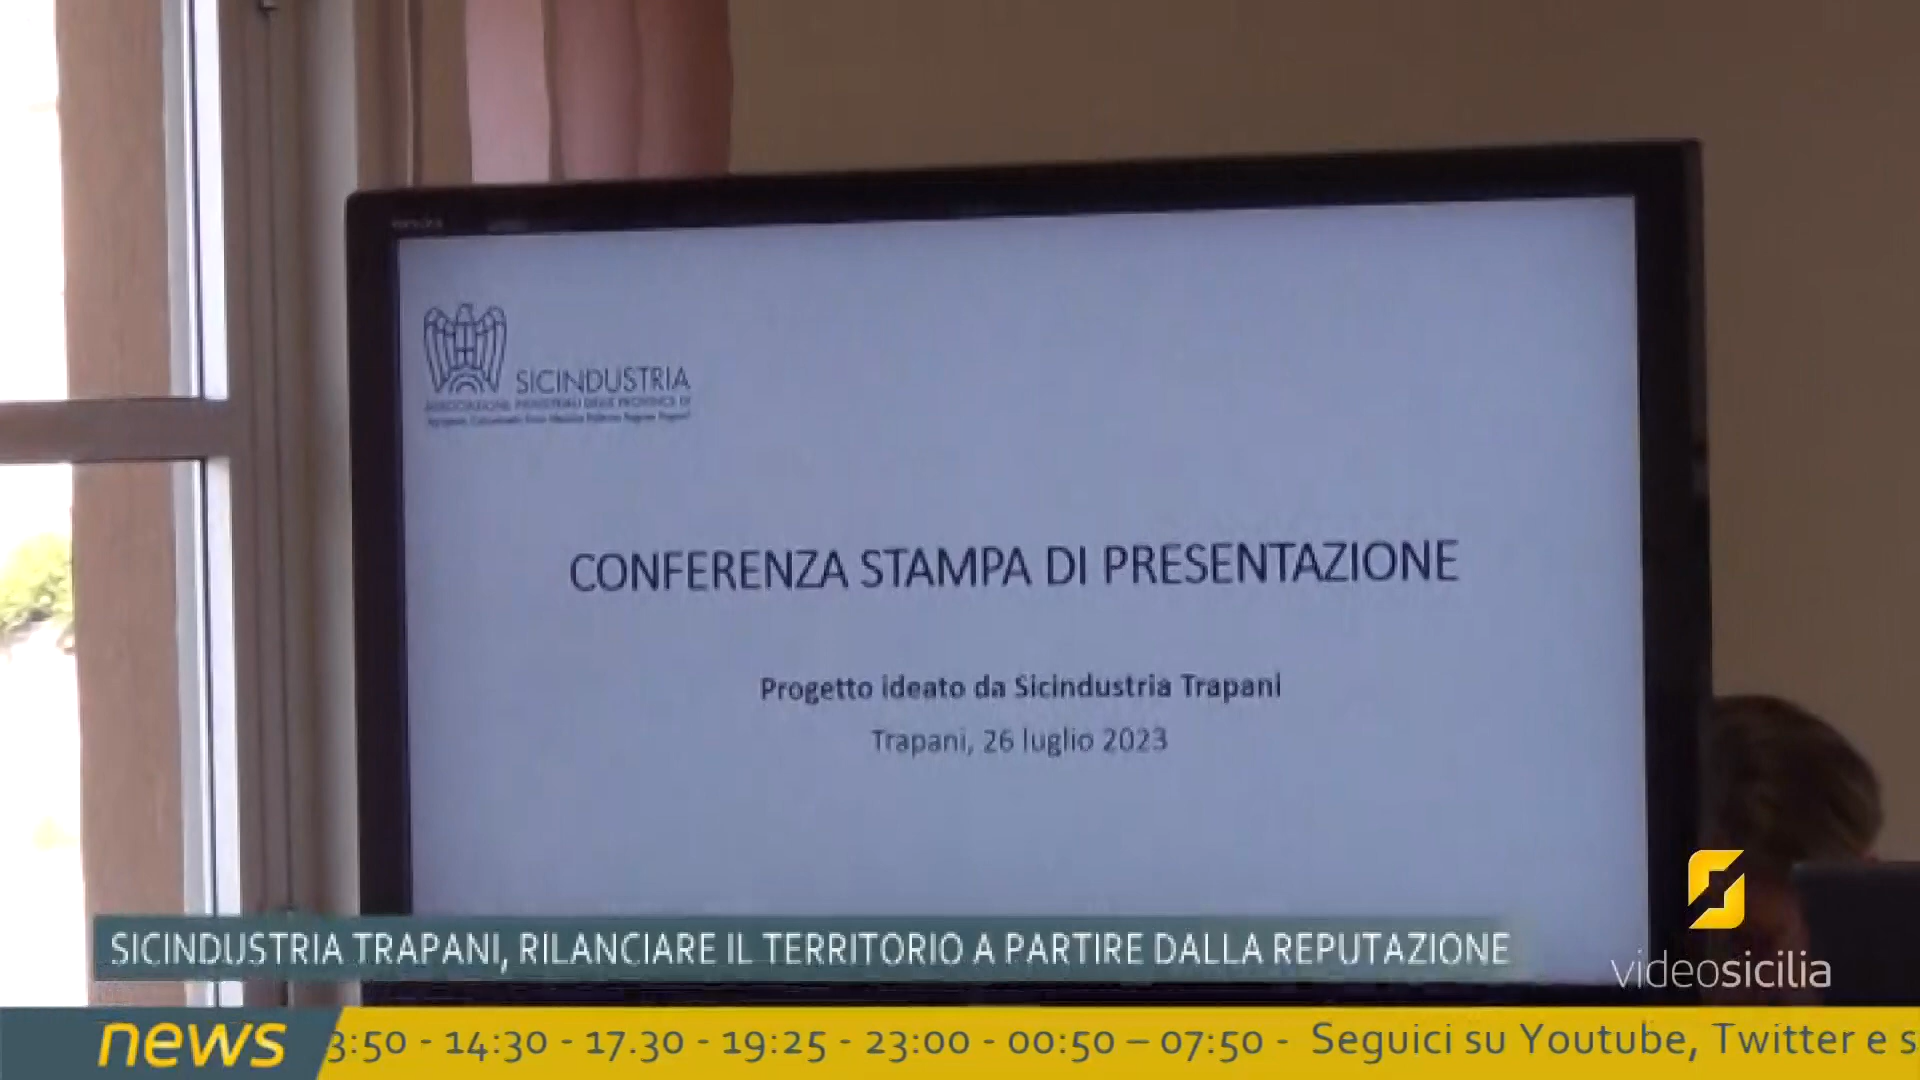 SICINDUSTRIA
CONFERENZA STAMPA DI PRESENTAZIONE
Progetto ideato da Sicindustria Trapani
Trapani, 26 luglio 2023
SICINDUSTRIA TRAPANI, RILANCIARE IL TERRITORIO A PARTIRE DALLA REPUTAZIONE
videosicilia
news 3:50 - 14:30 - 17.30 - 19:25 - 23:00 - 00:50 – 07:50 - Seguici su Youtube, Twitter e s